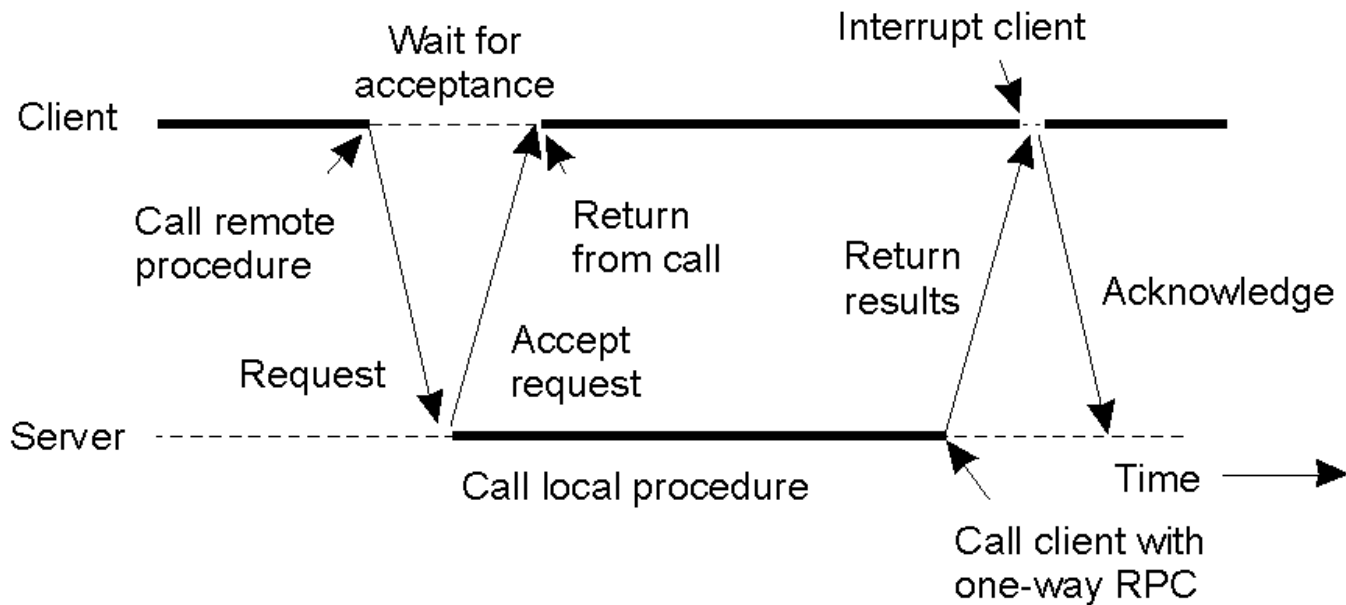 Interrupt client
Wait for
acceptance
Client
Call remote
procedure
Return
from call
Return
results
Acknowledge
Request
Accept
request
Server
Call local procedure
Time
Call client with
one-way RPC